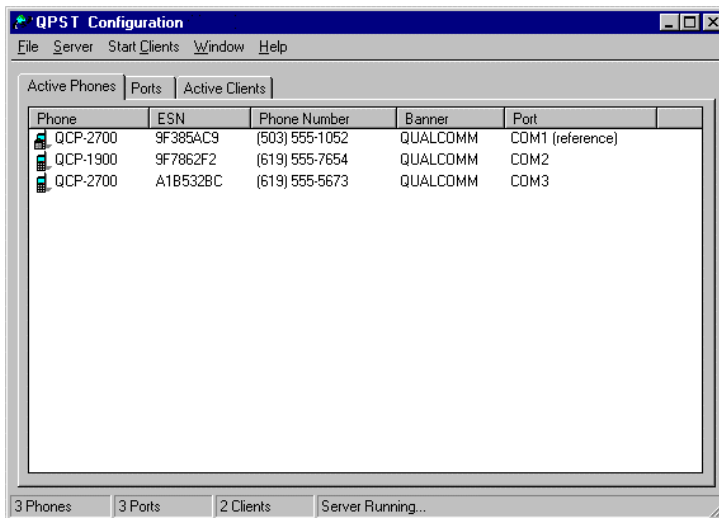 QPST Configuration
File Server Start Clients Window Help
Active Phones Ports Active Clients
Phone ESN Phone Number Banner Port
QCP-2700 9F385AC9 (503) 555-1052 QUALCOMM COM1 (reference)
QCP-1900 9F7862F2 (619) 555-7654 QUALCOMM COM2
QCP-2700 A1B532BC (619) 555-5673 QUALCOMM COM3
3 Phones 3 Ports 2 Clients Server Running...